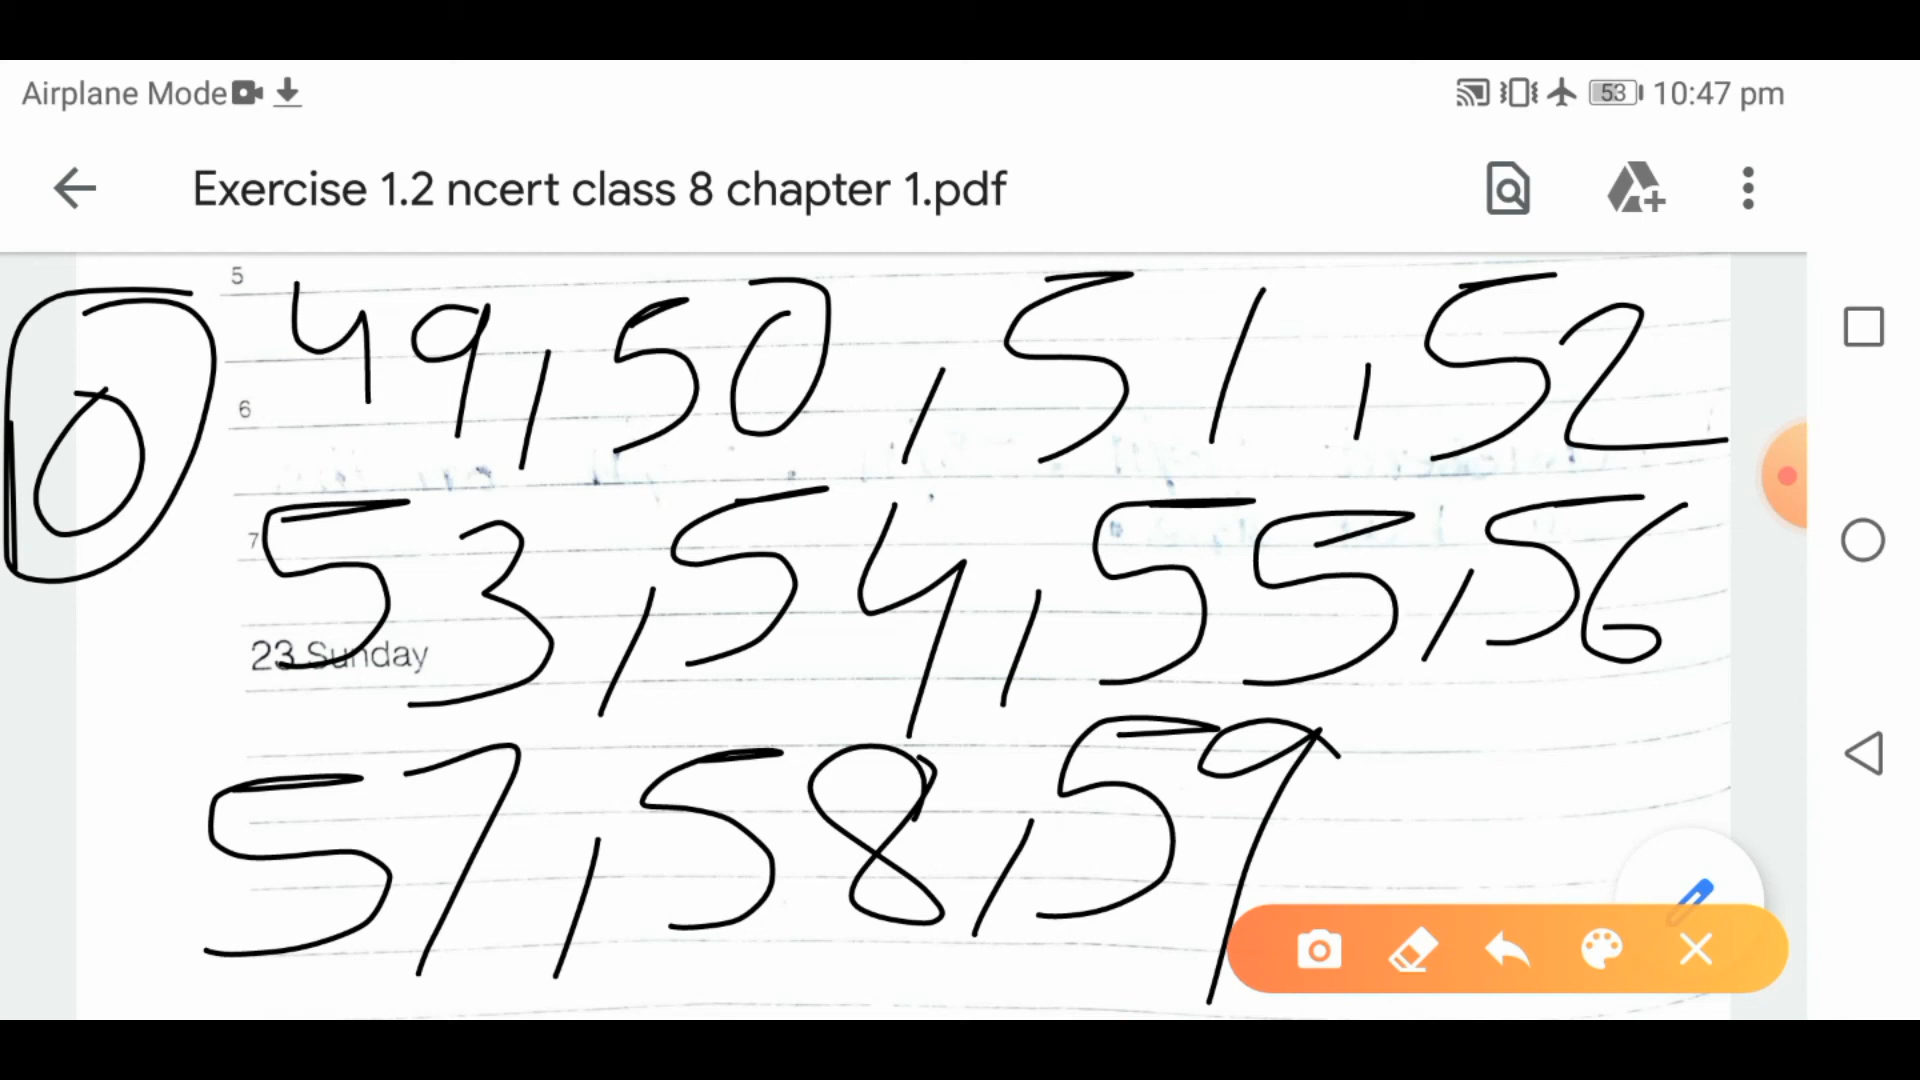 Airplane Mode 53 10:47 pm
Exercise 1.2 ncert class 8 chapter 1.pdf
5
0 49, 50, 51, 52
6
7
53, 54, 55, 56
23 Sunday
57, 58, 59